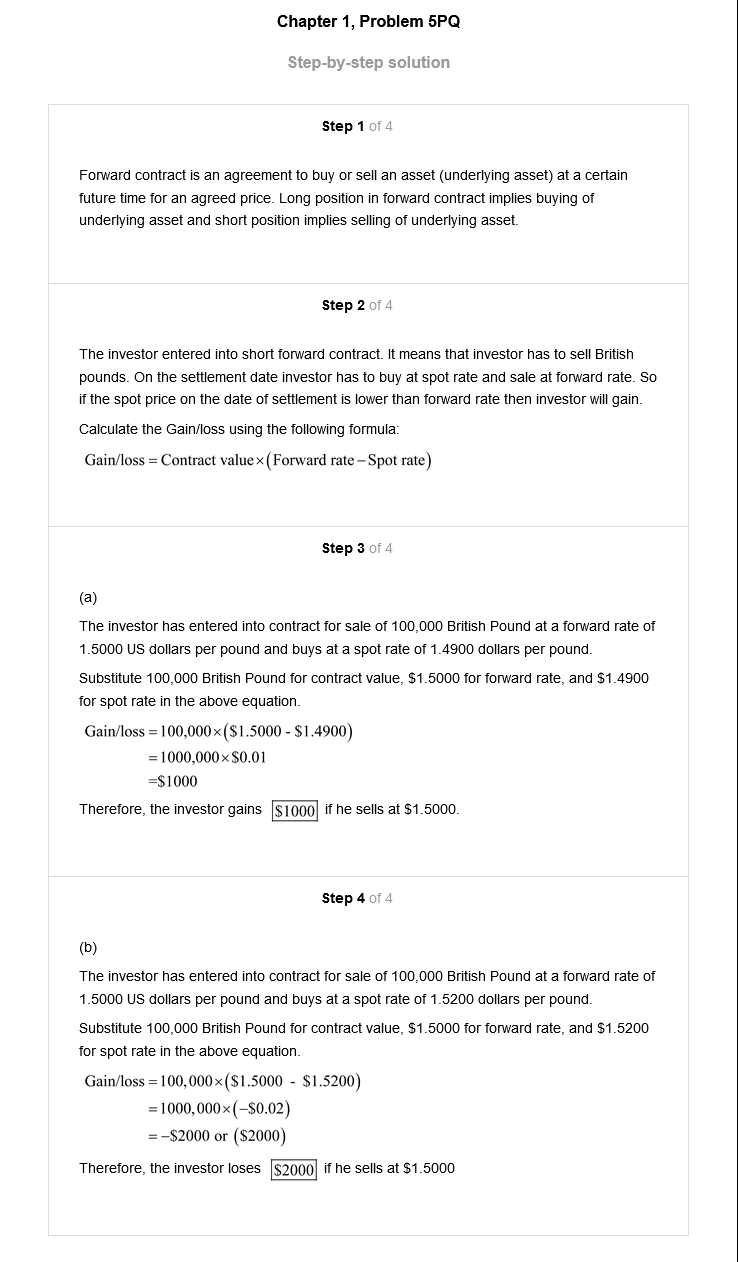 Chapter 1, Problem 5PQ
Step-by-step solution
Step 1 of 4
Forward contract is an agreement to buy or sell an asset (underlying asset) at a certain
future time for an agreed price. Long position in forward contract implies buying of
underlying asset and short position implies selling of underlying asset.
Step 2 of 4
The investor entered into short forward contract. It means that investor has to sell British
pounds. On the settlement date investor has to buy at spot rate and sale at forward rate. So
if the spot price on the date of settlement is lower than forward rate then investor will gain.
Calculate the Gain/loss using the following formula:
Gain/loss = Contract value×(Forward rate−Spot rate)
Step 3 of 4
(a)
The investor has entered into contract for sale of 100,000 British Pound at a forward rate of
1.5000 US dollars per pound and buys at a spot rate of 1.4900 dollars per pound.
Substitute 100,000 British Pound for contract value, $1.5000 for forward rate, and $1.4900
for spot rate in the above equation.
Gain/loss = 100,000×($1.5000 - $1.4900)
= 1000,000×$0.01
=$1000
Therefore, the investor gains $1000 if he sells at $1.5000.
Step 4 of 4
(b)
The investor has entered into contract for sale of 100,000 British Pound at a forward rate of
1.5000 US dollars per pound and buys at a spot rate of 1.5200 dollars per pound.
Substitute 100,000 British Pound for contract value, $1.5000 for forward rate, and $1.5200
for spot rate in the above equation.
Gain/loss = 100,000×($1.5000 - $1.5200)
= 1000,000×(−$0.02)
= −$2000 or ($2000)
Therefore, the investor loses $2000 if he sells at $1.5000